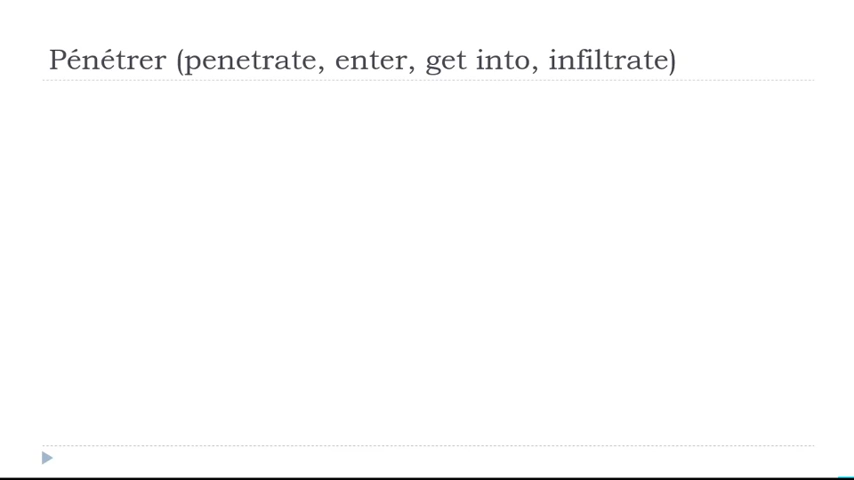 Pénétrer (penetrate, enter, get into, infiltrate)